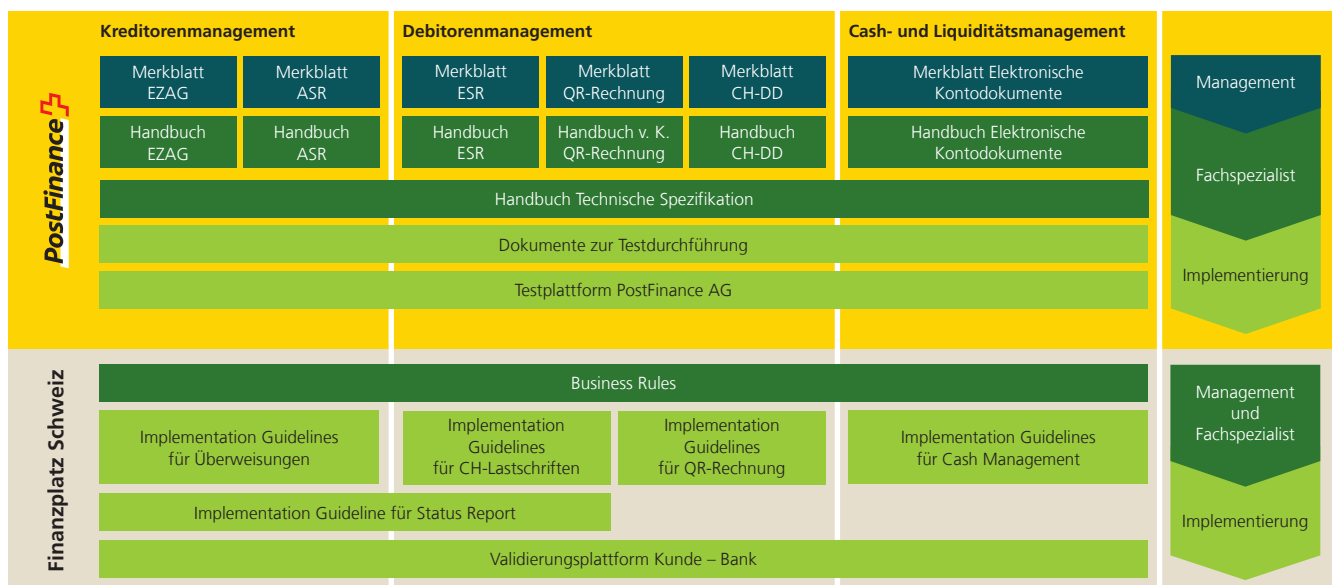 Kreditorenmanagement
Debitorenmanagement
Cash- und Liquiditätsmanagement
PostFinance
Merkblatt
EZAG
Merkblatt
ASR
Merkblatt
ESR
Merkblatt
QR-Rechnung
Merkblatt
CH-DD
Merkblatt Elektronische
Kontodokumente
Management
Handbuch
EZAG
Handbuch
ASR
Handbuch
ESR
Handbuch v. K.
QR-Rechnung
Handbuch
CH-DD
Handbuch Elektronische
Kontodokumente
Fachspezialist
Handbuch Technische Spezifikation
Dokumente zur Testdurchführung
Testplattform PostFinance AG
Implementierung
Finanzplatz Schweiz
Business Rules
Management
und
Fachspezialist
Implementation Guidelines
für Überweisungen
Implementation
Guidelines
für CH-Lastschriften
Implementation
Guidelines
für QR-Rechnung
Implementation Guidelines
für Cash Management
Implementation Guideline für Status Report
Implementierung
Validierungsplattform Kunde – Bank